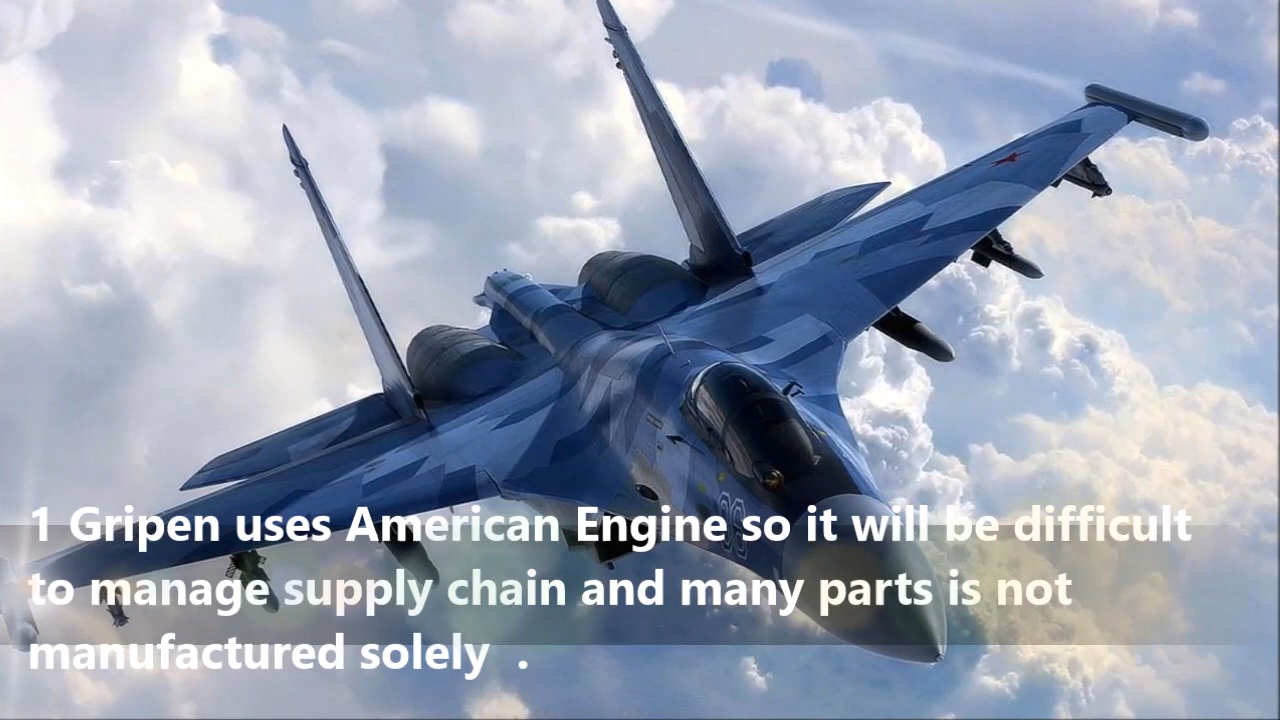 1 Gripen uses American Engine so it will be difficult
to manage supply chain and many parts is not
manufactured solely  .